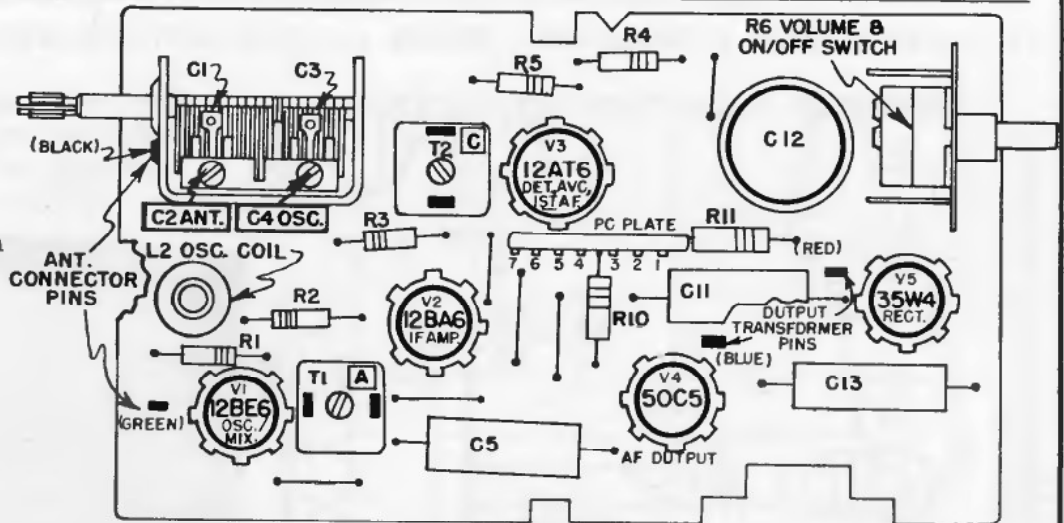 R6 VOLUME &
ON/OFF SWITCH
R4
R5
C1
C3
(BLACK)
T2
C
V3
12AT6
DET, AVC,
1ST AF
C12
C2 ANT.
C4 OSC.
R3
PC PLATE
R11
(RED)
7 6 5 4 3 2 1
ANT.
CONNECTOR
PINS
L2 OSC. COIL
R2
V2
12BA6
IF AMP.
R10
C11
V5
35W4
RECT.
OUTPUT
TRANSFORMER
PINS
(BLUE)
R1
T1
A
V1
12BE6
OSC./
MIX.
(GREEN)
V4
50C5
C13
C5
AF OUTPUT